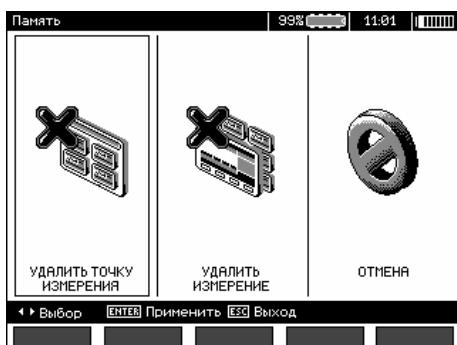 Память 99% 11:01
УДАЛИТЬ ТОЧКУ
ИЗМЕРЕНИЯ
УДАЛИТЬ
ИЗМЕРЕНИЕ
ОТМЕНА
Выбор ENTER Применить ESC Выход